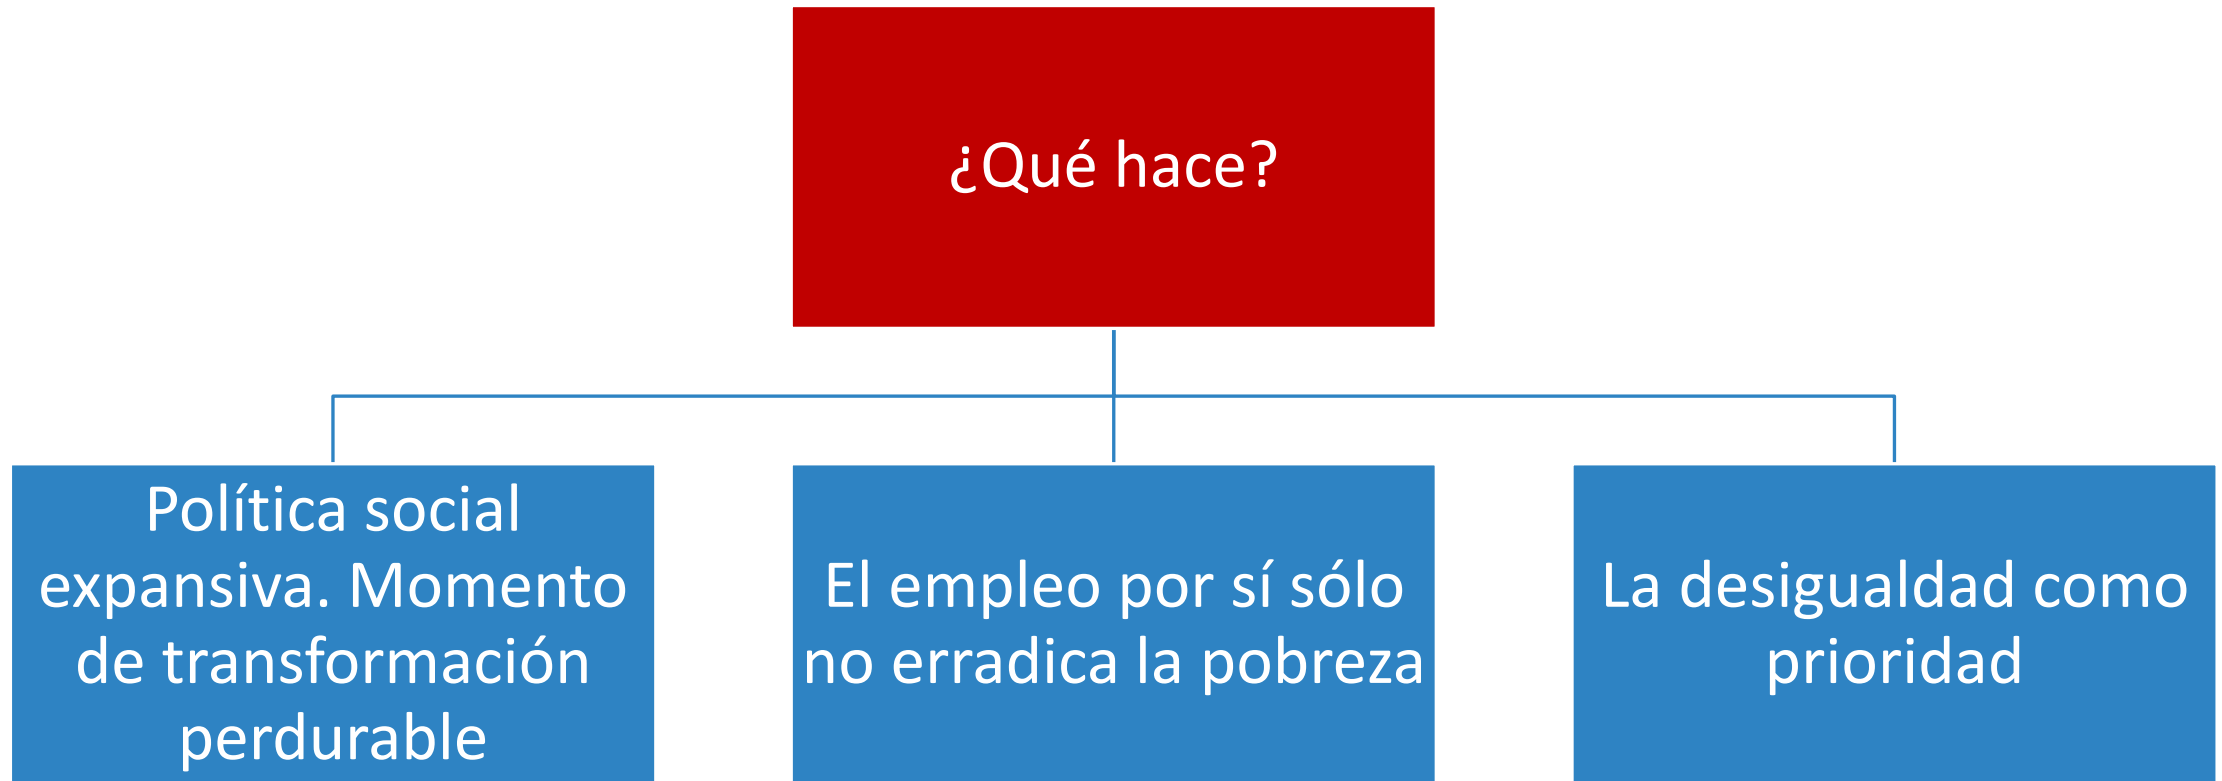 ¿Qué hace?
Política social
expansiva. Momento
de transformación
perdurable
El empleo por sí sólo
no erradica la pobreza
La desigualdad como
prioridad